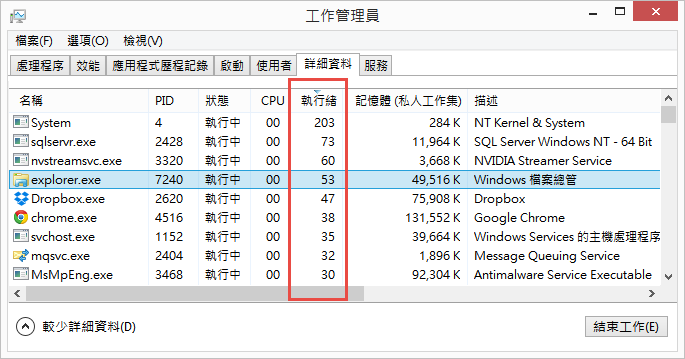 工作管理員
檔案(F) 選項(O) 檢視(V)
處理程序 效能 應用程式歷程記錄 啟動 使用者 詳細資料 服務
名稱 PID 狀態 CPU 執行緒 記憶體 (私人工作集) 描述
System 4 執行中 00 203 284 K NT Kernel & System
sqlservr.exe 2428 執行中 00 73 11,964 K SQL Server Windows NT - 64 Bit
nvstreamsvc.exe 3320 執行中 00 60 3,668 K NVIDIA Streamer Service
explorer.exe 7240 執行中 00 53 49,516 K Windows 檔案總管
Dropbox.exe 2620 執行中 00 47 75,908 K Dropbox
chrome.exe 4516 執行中 00 38 131,552 K Google Chrome
svchost.exe 1152 執行中 00 35 39,664 K Windows Services 的主機處理程序
mqsvc.exe 2404 執行中 00 32 1,896 K Message Queuing Service
MsMpEng.exe 3468 執行中 00 30 92,304 K Antimalware Service Executable
較少詳細資料(D) 結束工作(E)